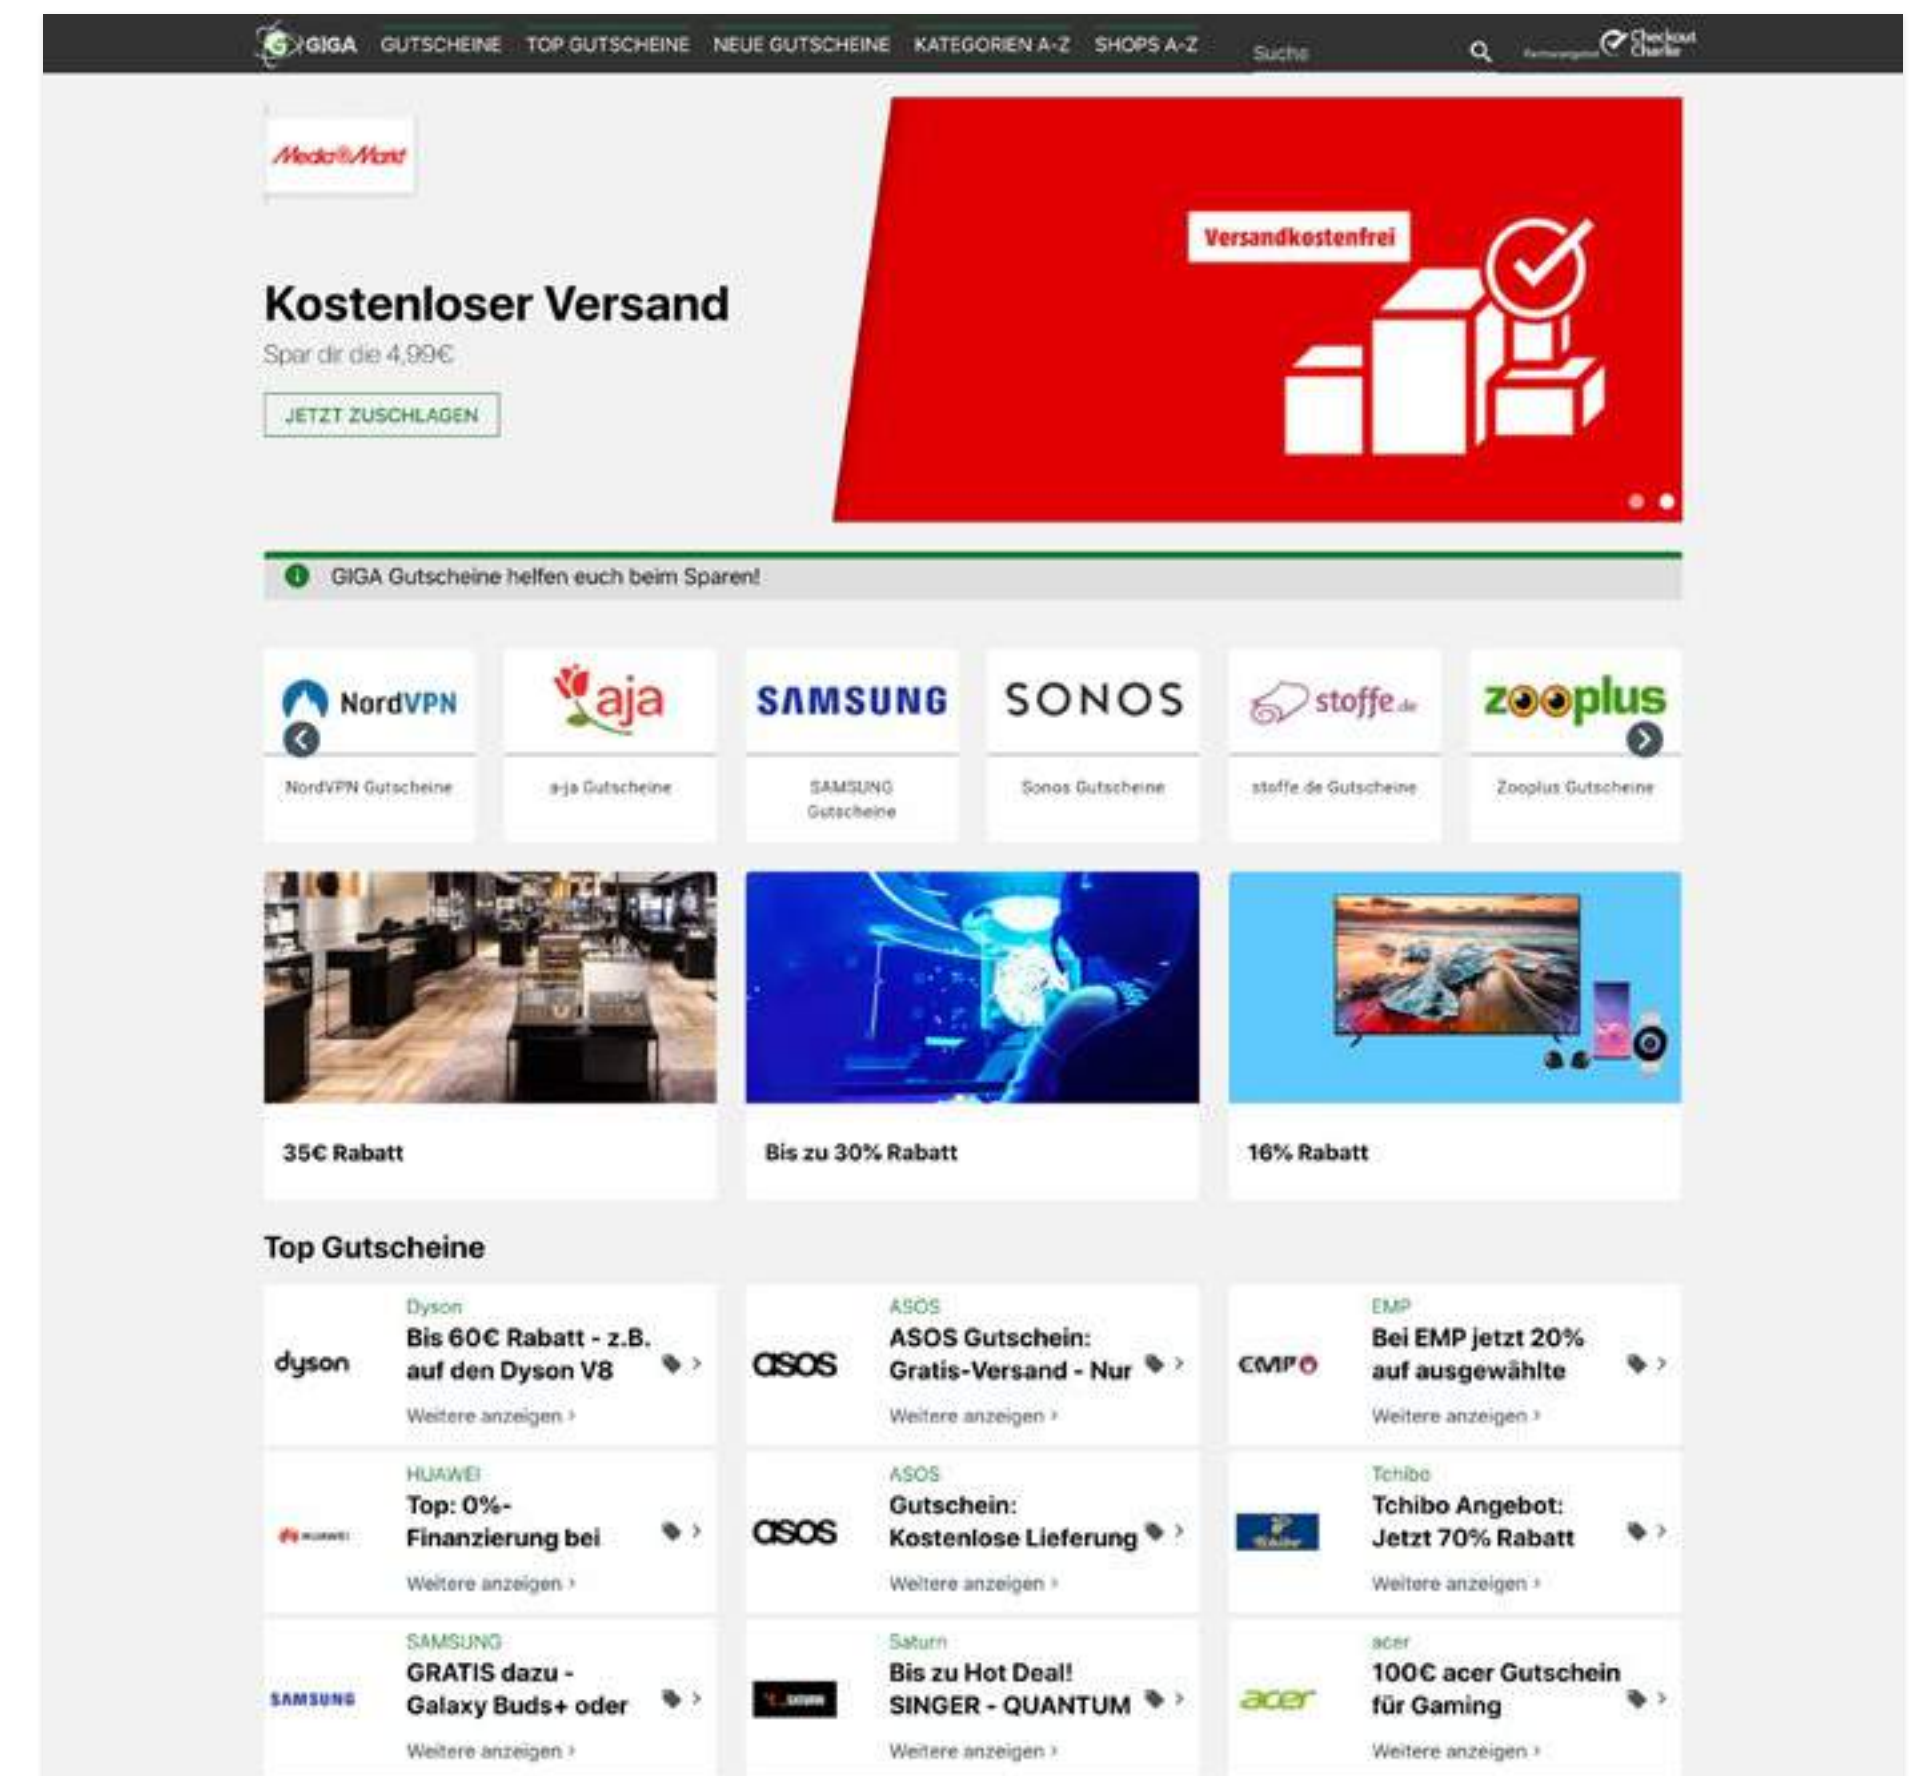 GIGA GUTSCHEINE TOP GUTSCHEINE NEUE GUTSCHEINE KATEGORIEN A-Z SHOPS A-Z Suche Checkout Charlie
MediaMarkt
Versandkostenfrei
Kostenloser Versand
Spar dir die 4,99€
JETZT ZUSCHLAGEN
GIGA Gutscheine helfen euch beim Sparen!
NordVPN aja SAMSUNG SONOS stoffe.de zooplus
NordVPN Gutscheine a-ja Gutscheine SAMSUNG Sonos Gutscheine stoffe.de Gutscheine Zooplus Gutscheine
Gutscheine
35€ Rabatt Bis zu 30% Rabatt 16% Rabatt
Top Gutscheine
Dyson
dyson
Bis 60€ Rabatt - z.B.
auf den Dyson V8
Weitere anzeigen >
ASOS
asos
ASOS Gutschein:
Gratis-Versand - Nur
Weitere anzeigen >
EMP
EMP
Bei EMP jetzt 20%
auf ausgewählte
Weitere anzeigen >
HUAWEI
HUAWEI
Top: 0%-
Finanzierung bei
Weitere anzeigen >
ASOS
asos
Gutschein:
Kostenlose Lieferung
Weitere anzeigen >
Tchibo
Tchibo
Tchibo Angebot:
Jetzt 70% Rabatt
Weitere anzeigen >
SAMSUNG
SAMSUNG
GRATIS dazu -
Galaxy Buds+ oder
Weitere anzeigen >
Saturn
SATURN
Bis zu Hot Deal!
SINGER - QUANTUM
Weitere anzeigen >
acer
acer
100€ acer Gutschein
für Gaming
Weitere anzeigen >